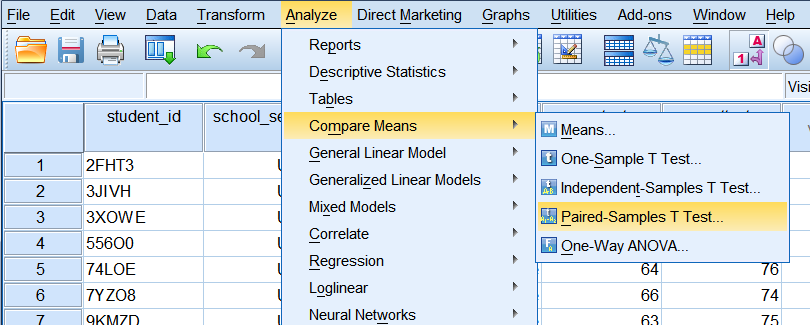 File Edit View Data Transform Analyze Direct Marketing Graphs Utilities Add-ons Window Help
Reports
Descriptive Statistics
Tables
Compare Means
General Linear Model
Generalized Linear Models
Mixed Models
Correlate
Regression
Loglinear
Neural Networks
Means...
One-Sample T Test...
Independent-Samples T Test...
Paired-Samples T Test...
One-Way ANOVA...
Visi
student_id school_se
1 2FHT3 U
2 3JIVH U
3 3XOWE U
4 556O0 U
5 74LOE U 64 76
6 7YZO8 U 66 74
7 9KMZD U 63 75